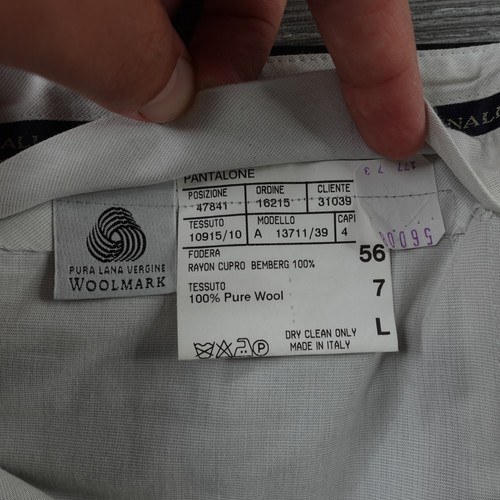 PANTALONE
POSIZIONE ORDINE CLIENTE
47841 16215 31039
TESSUTO MODELLO CAPI
10915/10 A 13711/39 4
FODERA
RAYON CUPRO BEMBERG 100%
56
TESSUTO
100% Pure Wool
7
L
DRY CLEAN ONLY
MADE IN ITALY
PURA LANA VERGINE
WOOLMARK